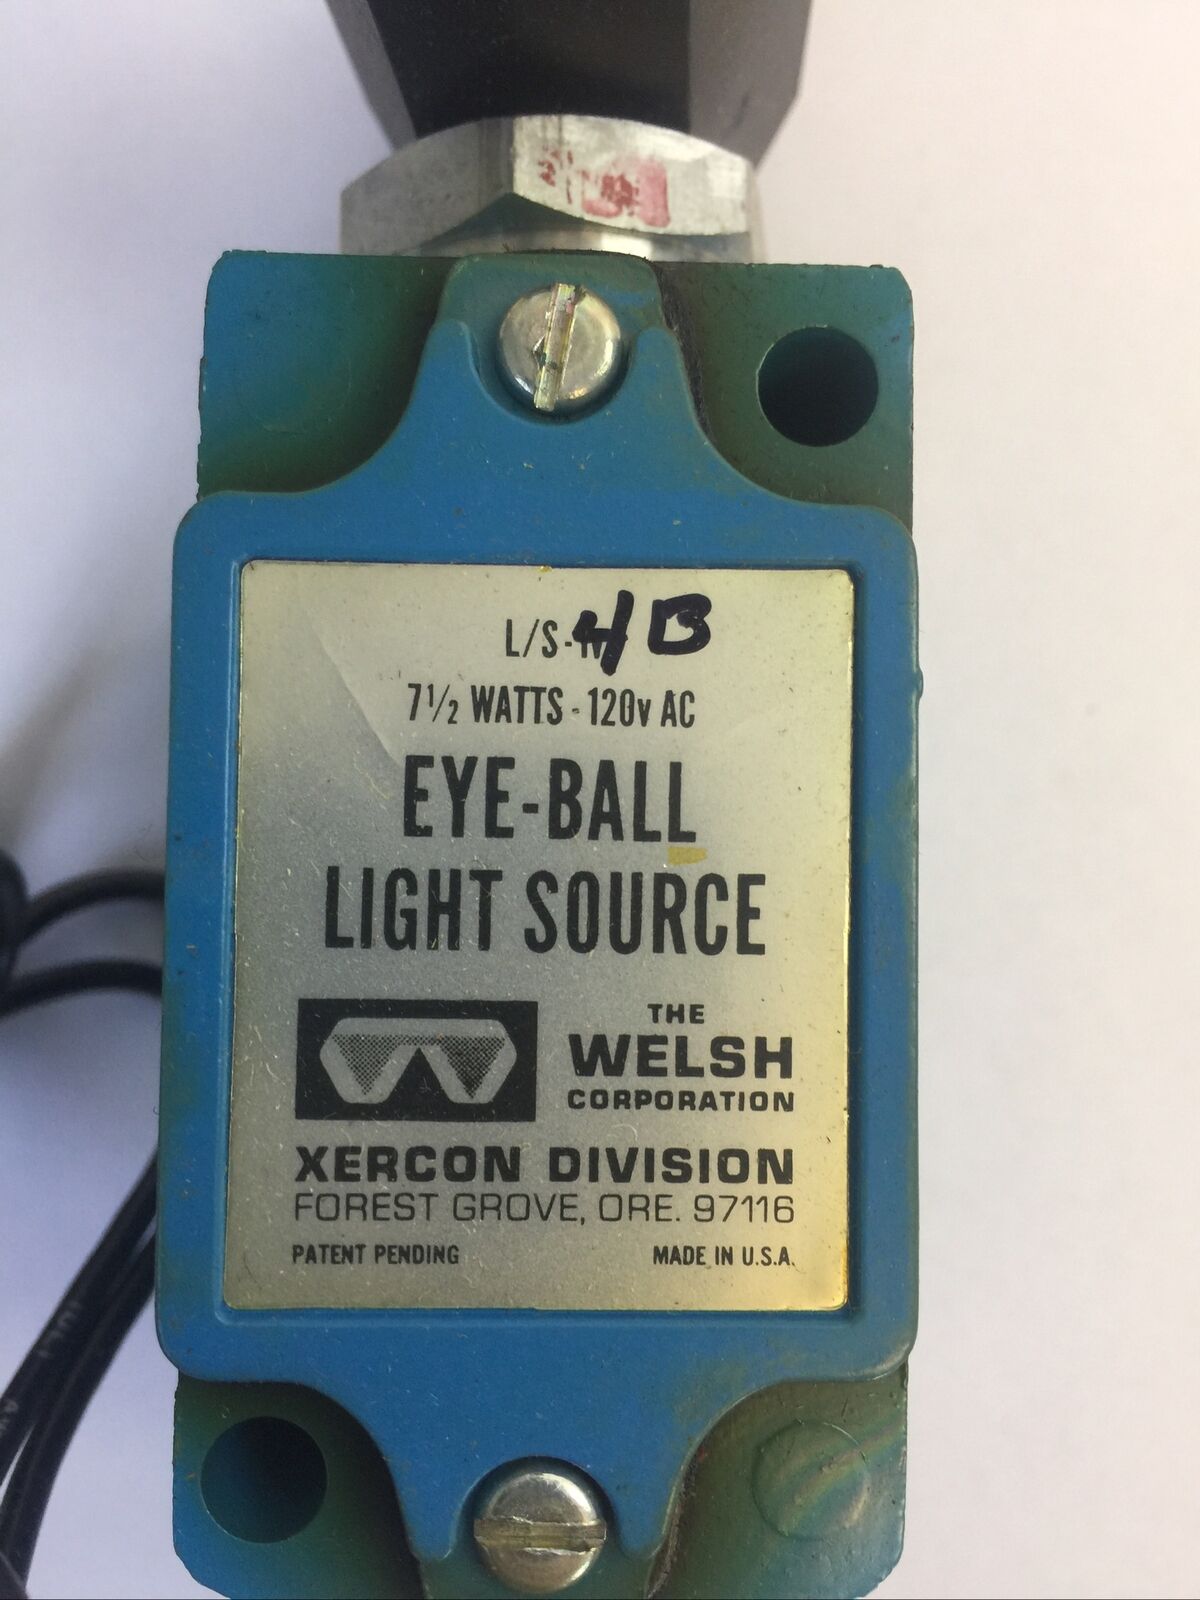 L/S-4B
7½ WATTS - 120v AC
EYE-BALL
LIGHT SOURCE
THE
WELSH
CORPORATION
XERCON DIVISION
FOREST GROVE, ORE. 97116
PATENT PENDING
MADE IN U.S.A.